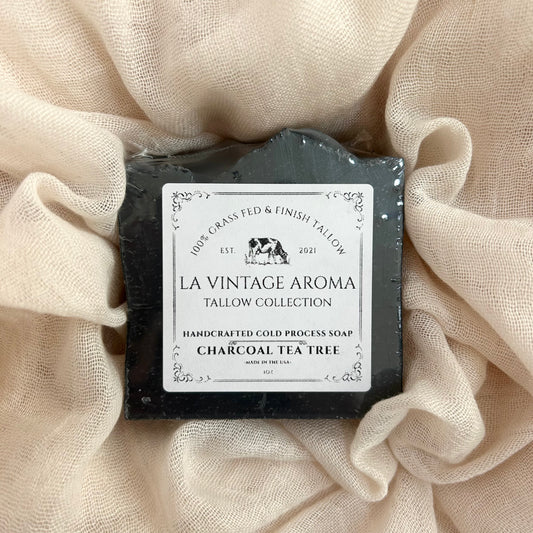 100% GRASS FED & FINISH TALLOW
EST. 2021
LA VINTAGE AROMA
TALLOW COLLECTION
HANDCRAFTED COLD PROCESS SOAP
CHARCOAL TEA TREE
-MADE IN THE USA-